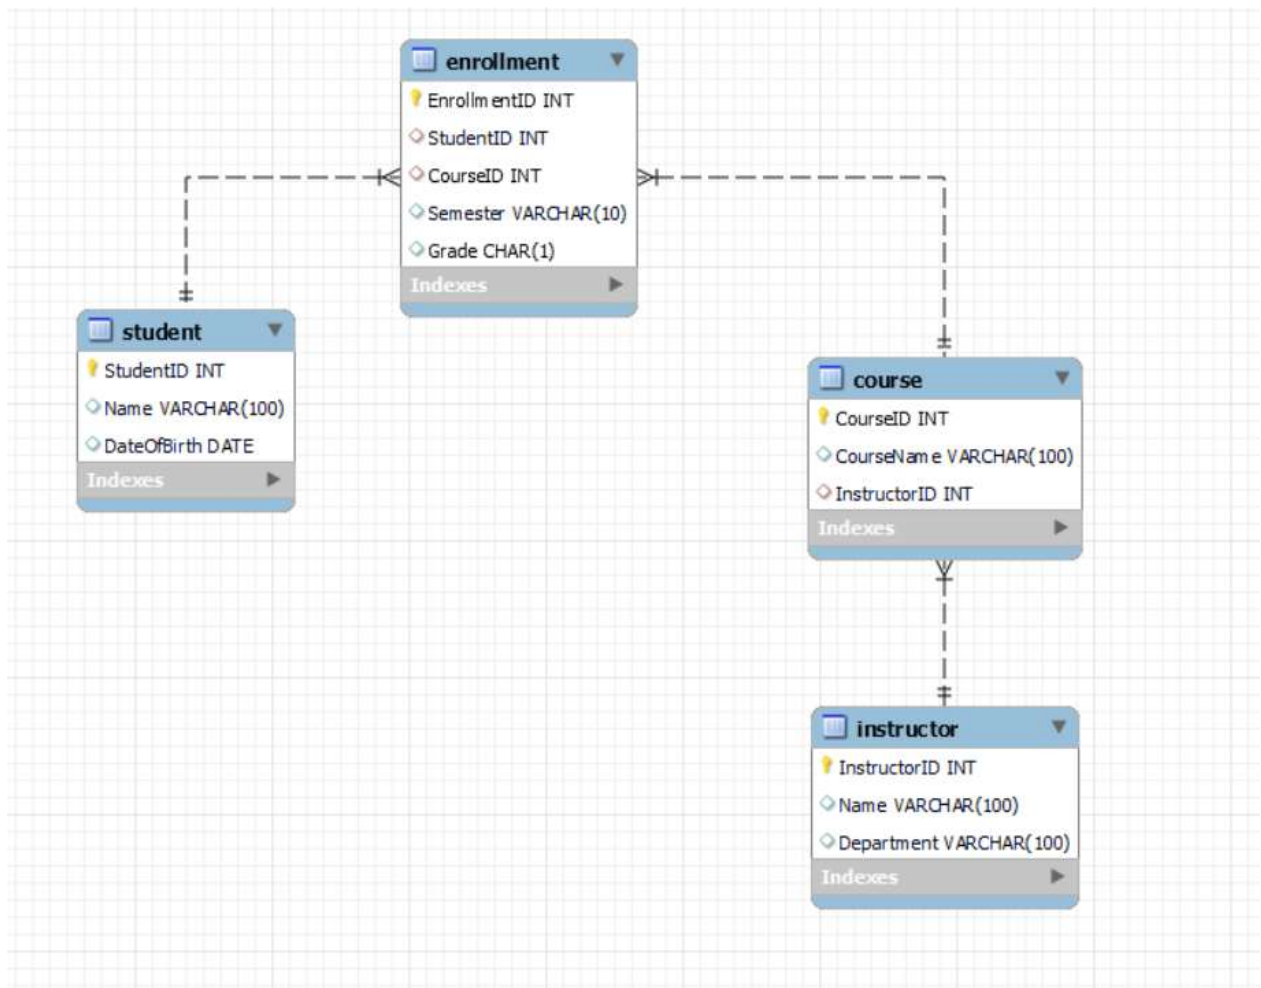 enrollment
EnrollmentID INT
StudentID INT
CourseID INT
Semester VARCHAR(10)
Grade CHAR(1)
Indexes
student
StudentID INT
Name VARCHAR(100)
DateOfBirth DATE
Indexes
course
CourseID INT
CourseName VARCHAR(100)
InstructorID INT
Indexes
instructor
InstructorID INT
Name VARCHAR(100)
Department VARCHAR(100)
Indexes